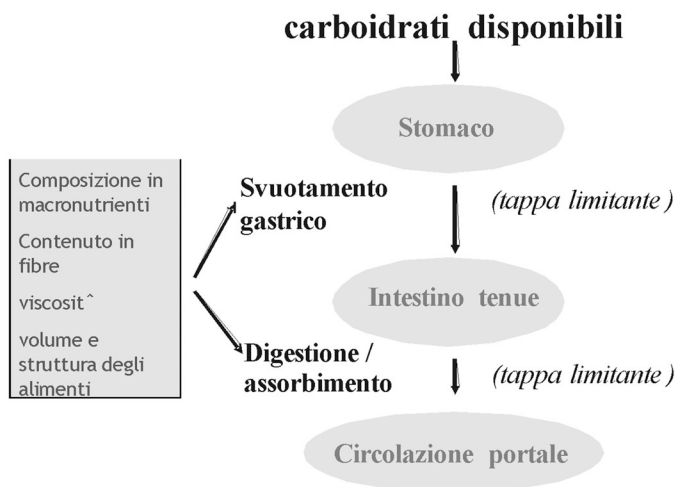 carboidrati disponibili
Stomaco
Composizione in
macronutrienti
Contenuto in
fibre
viscositˆ
volume e
struttura degli
alimenti
Svuotamento
gastrico
(tappa limitante )
Intestino tenue
Digestione /
assorbimento
(tappa limitante )
Circolazione portale